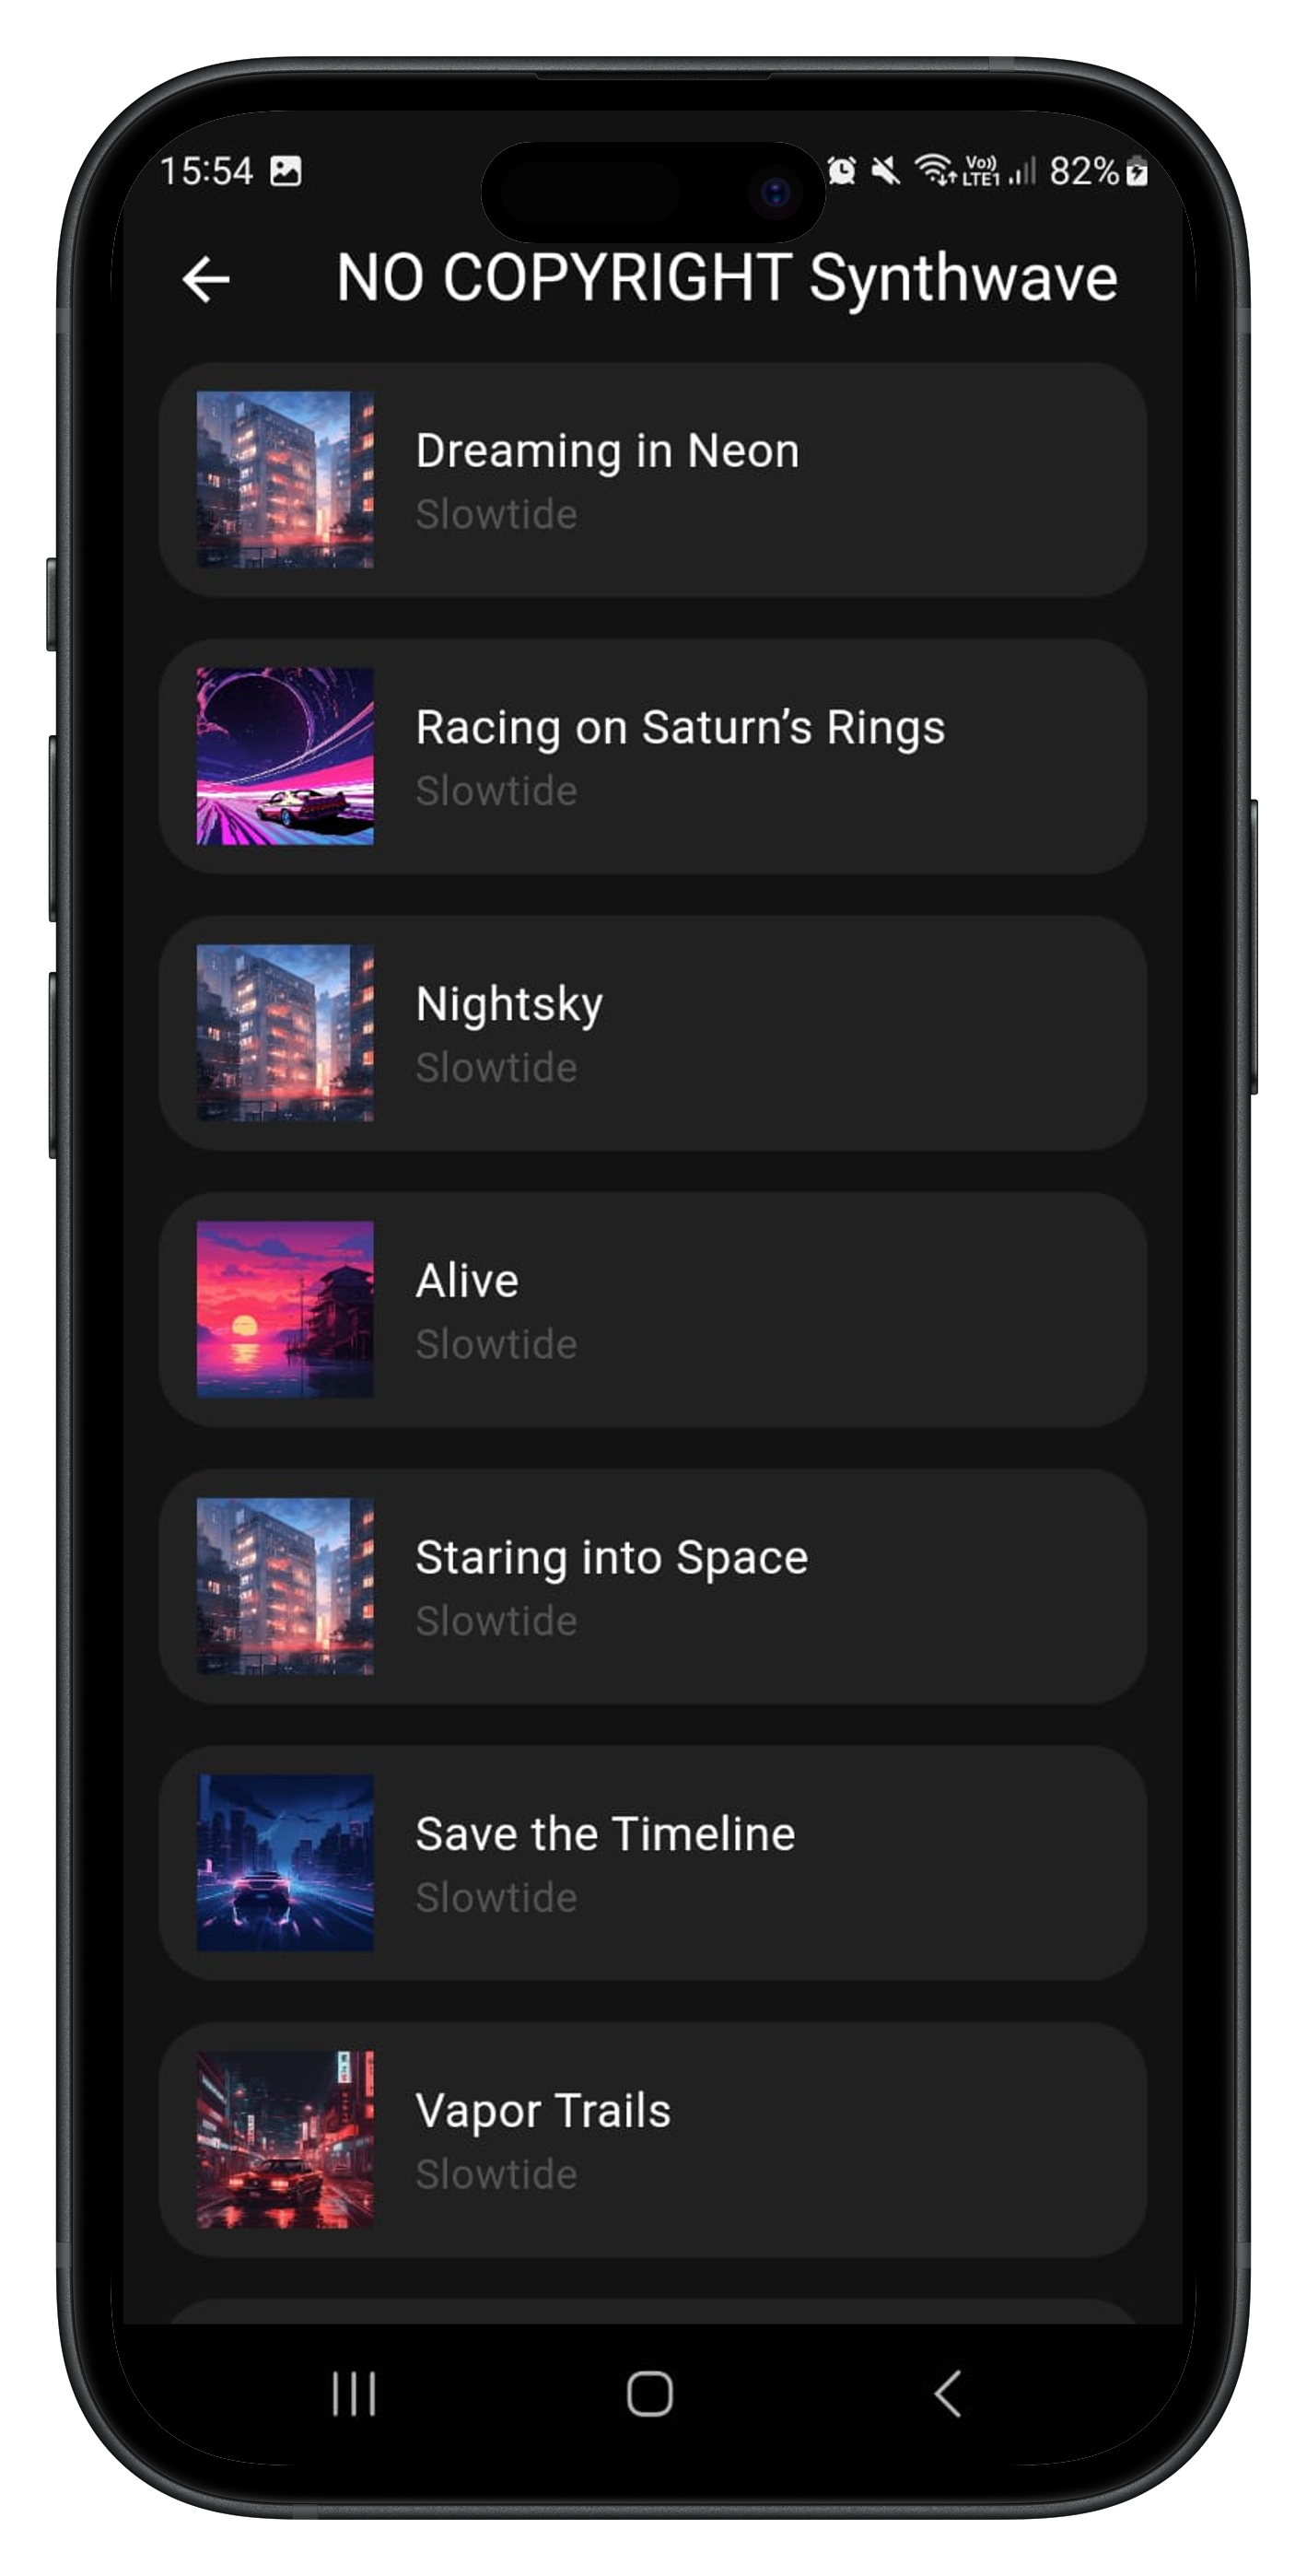 15:54 Vo)) LTE1 82%
NO COPYRIGHT Synthwave
Dreaming in Neon
Slowtide
Racing on Saturn’s Rings
Slowtide
Nightsky
Slowtide
Alive
Slowtide
Staring into Space
Slowtide
Save the Timeline
Slowtide
Vapor Trails
Slowtide